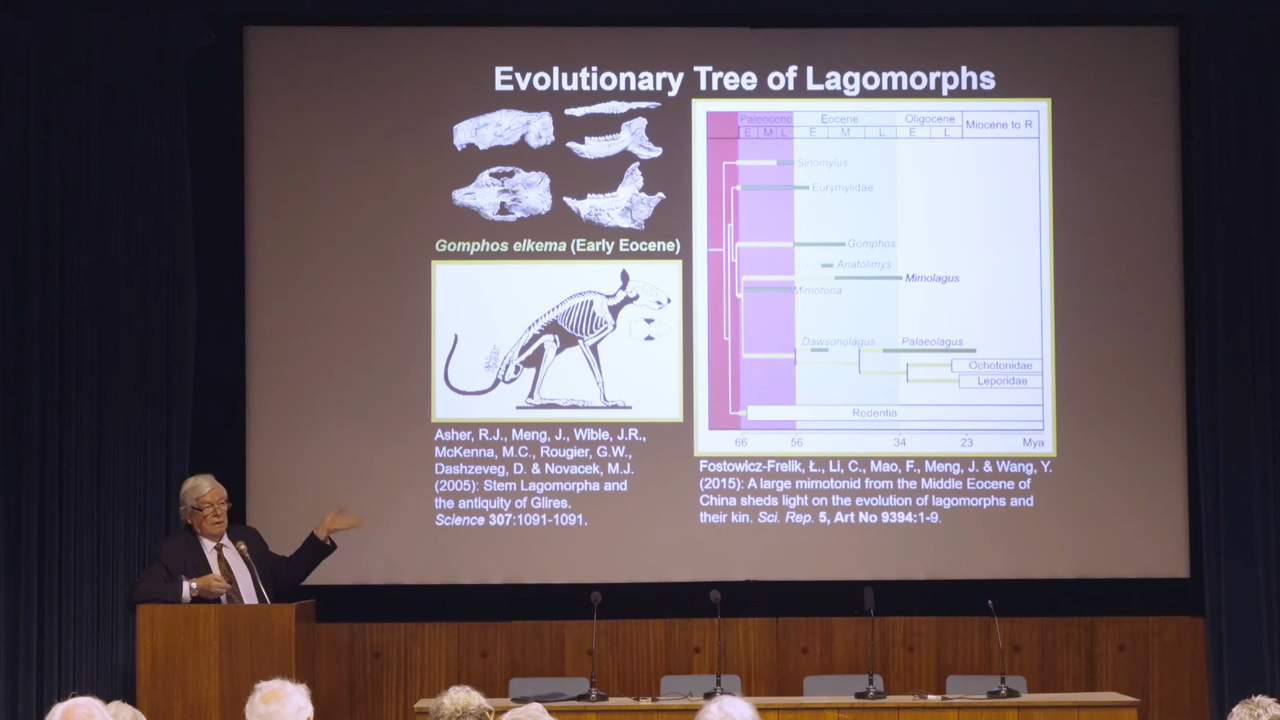 Evolutionary Tree of Lagomorphs
Gomphos elkema (Early Eocene)
Asher, R.J., Meng, J., Wible, J.R.,
McKenna, M.C., Rougier, G.W.,
Dashzeveg, D. & Novacek, M.J.
(2005): Stem Lagomorpha and
the antiquity of Glires.
Science 307:1091-1091.
Paleocene Eocene Oligocene Miocene to R
E M L E M L E L
Sinomylus
Eurymylidae
Gomphos
Anatolimys
Mimolagus
Mimotona
Dawsonolagus Palaeolagus
Ochotonidae
Leporidae
Rodentia
66 56 34 23 Mya
Fostowicz-Frelik, Ł., Li, C., Mao, F., Meng, J. & Wang, Y.
(2015): A large mimotonid from the Middle Eocene of
China sheds light on the evolution of lagomorphs and
their kin. Sci. Rep. 5, Art No 9394:1-9.